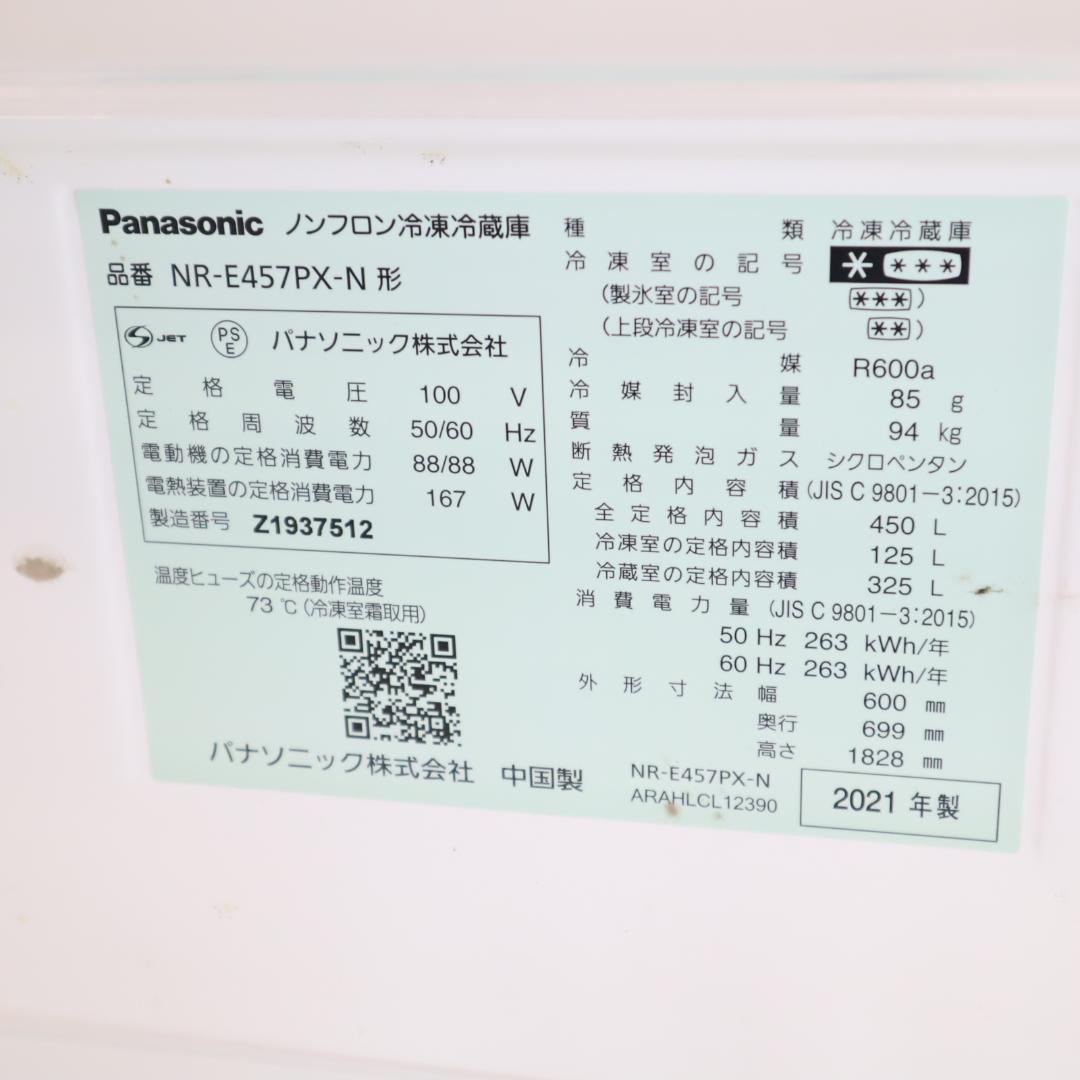 Panasonic ノンフロン冷凍冷蔵庫
品番 NR-E457PX-N 形
S JET PS E パナソニック株式会社
定格電圧 100 V
定格周波数 50/60 Hz
電動機の定格消費電力 88/88 W
電熱装置の定格消費電力 167 W
製造番号 Z1937512
温度ヒューズの定格動作温度
73 ℃ (冷凍室霜取用)
パナソニック株式会社 中国製
種類 冷凍冷蔵庫
冷凍室の記号 * ***
(製氷室の記号 ***)
(上段冷凍室の記号 **)
冷媒 R600a
冷媒封入量 85 g
質量 94 kg
断熱発泡ガス シクロペンタン
定格内容積 (JIS C 9801-3:2015)
全定格内容積 450 L
冷凍室の定格内容積 125 L
冷蔵室の定格内容積 325 L
消費電力量 (JIS C 9801-3:2015)
50 Hz 263 kWh/年
60 Hz 263 kWh/年
外形寸法 幅 600 mm
奥行 699 mm
高さ 1828 mm
NR-E457PX-N
ARAHLCL12390
2021 年製